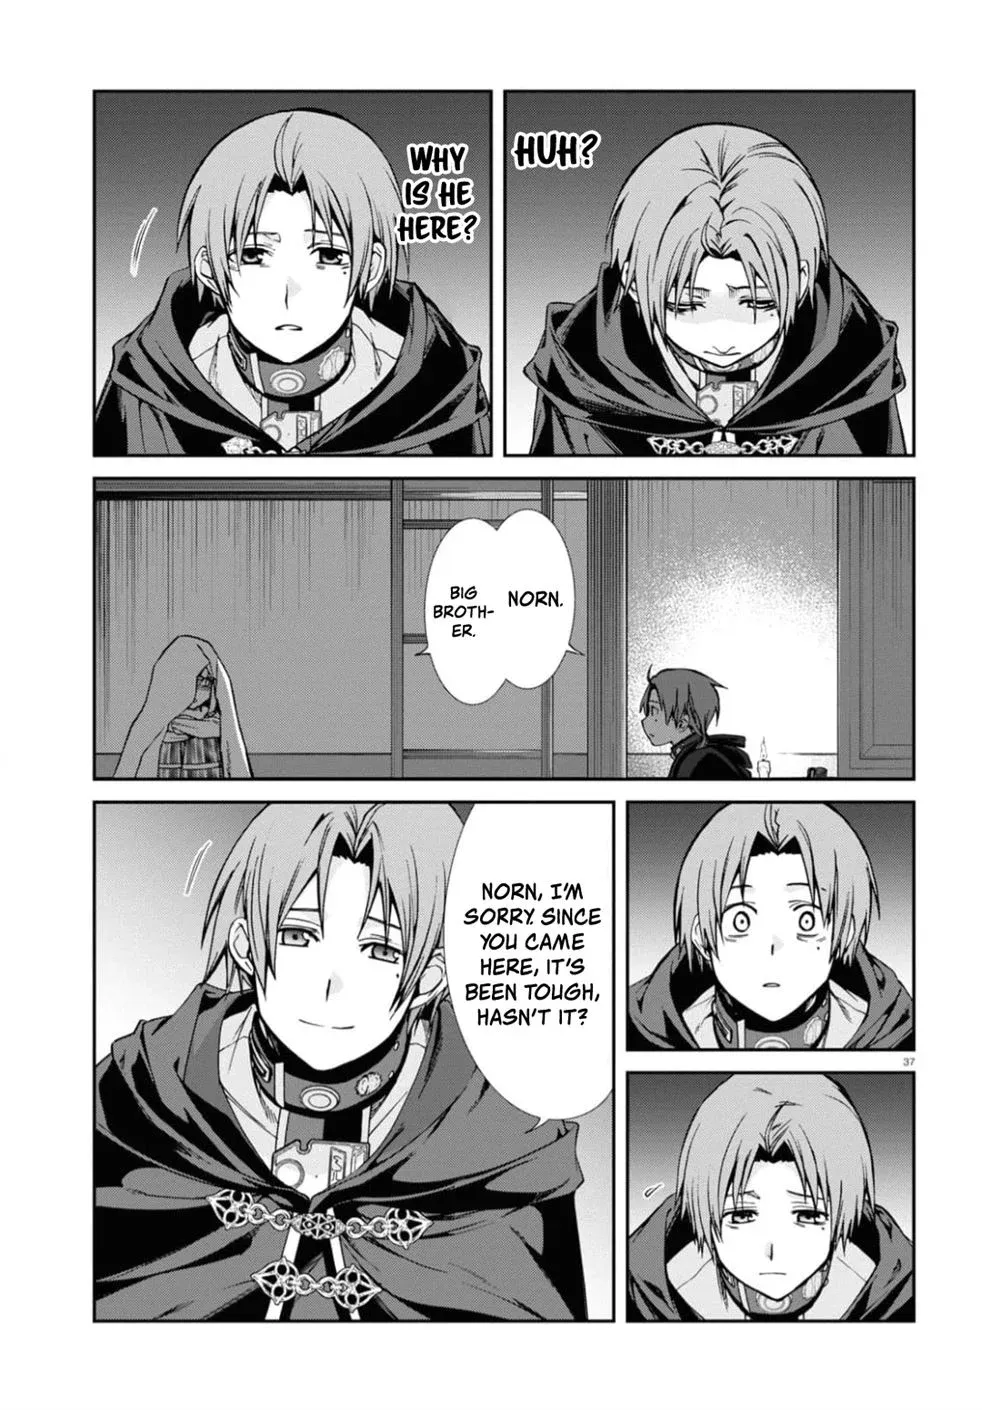 HUH?
WHY
IS HE
HERE?
NORN.
BIG
BROTH-
ER.
37
NORN, I'M
SORRY. SINCE
YOU CAME
HERE, IT'S
BEEN TOUGH,
HASN'T IT?